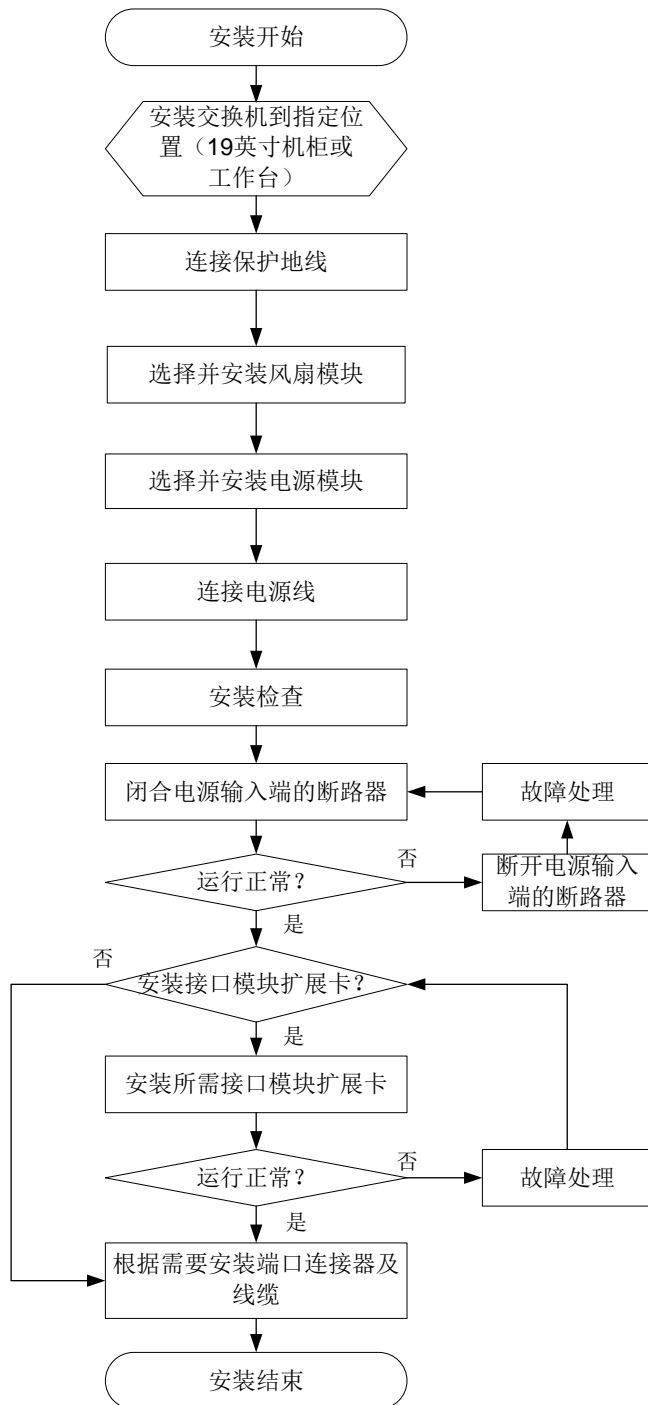 安装开始
安装交换机到指定位
置（19英寸机柜或
工作台）
连接保护地线
选择并安装风扇模块
选择并安装电源模块
连接电源线
安装检查
闭合电源输入端的断路器
故障处理
运行正常？
否
断开电源输入
端的断路器
是
否
安装接口模块扩展卡？
是
安装所需接口模块扩展卡
运行正常？
否
故障处理
是
根据需要安装端口连接器及
线缆
安装结束